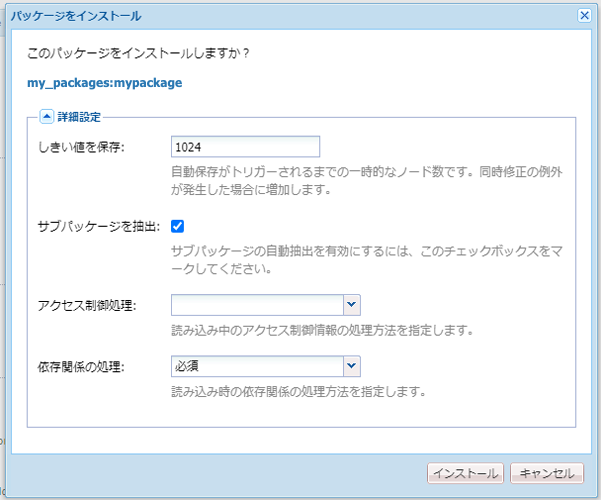 パッケージをインストール
このパッケージをインストールしますか？
my_packages:mypackage
詳細設定
しきい値を保存: 1024
自動保存がトリガーされるまでの一時的なノード数です。同時修正の例外
が発生した場合に増加します。
サブパッケージを抽出:
サブパッケージの自動抽出を有効にするには、このチェックボックスをマ
ークしてください。
アクセス制御処理:
読み込み中のアクセス制御情報の処理方法を指定します。
依存関係の処理: 必須
読み込み時の依存関係の処理方法を指定します。
インストール キャンセル